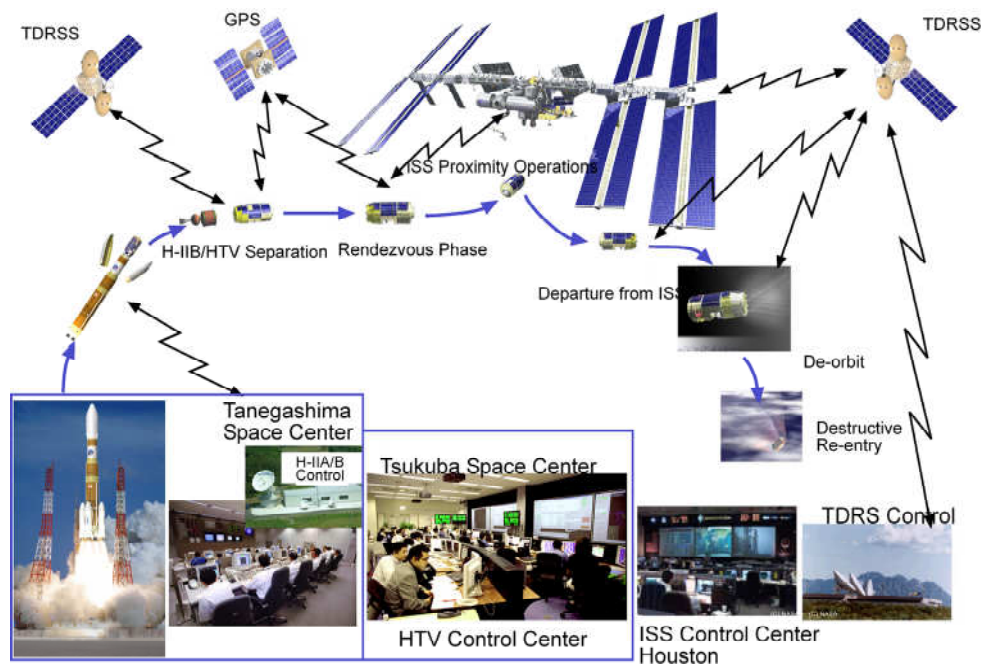 TDRSS
GPS
TDRSS
ISS Proximity Operations
H-IIB/HTV Separation
Rendezvous Phase
Departure from ISS
De-orbit
Destructive
Re-entry
Tanegashima
Space Center
H-IIA/B
Control
Tsukuba Space Center
HTV Control Center
TDRS Control
ISS Control Center
Houston